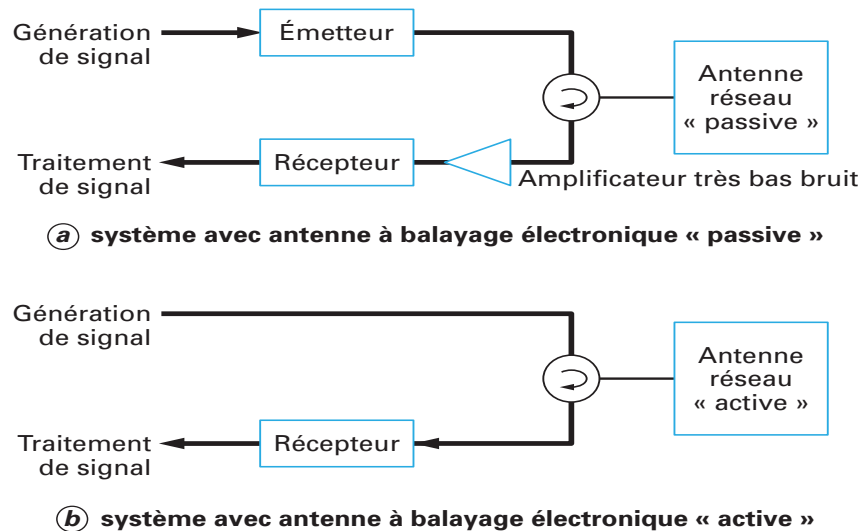 Génération
de signal
Émetteur
Antenne
réseau
« passive »
Traitement
de signal
Récepteur
Amplificateur très bas bruit
a système avec antenne à balayage électronique « passive »
Génération
de signal
Antenne
réseau
« active »
Traitement
de signal
Récepteur
b système avec antenne à balayage électronique « active »